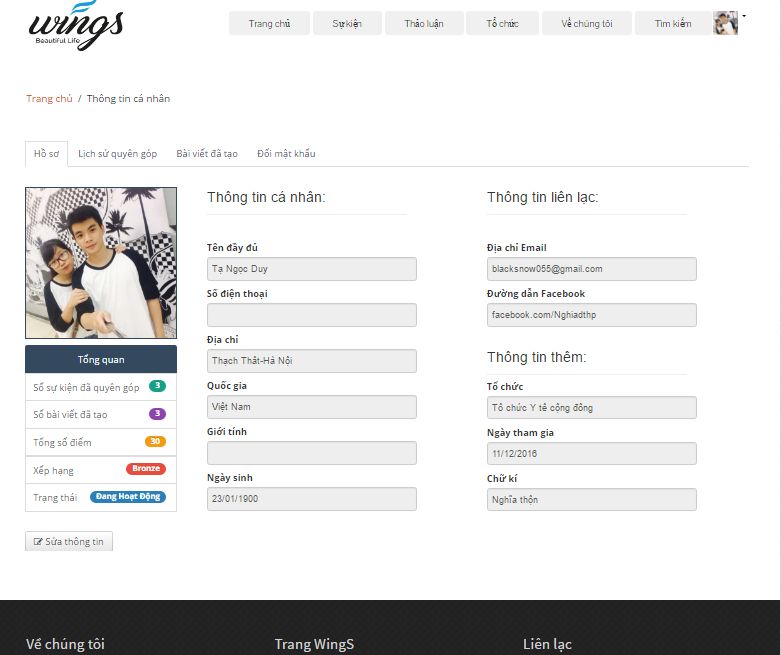 wings
Beautiful Life
Trang chủ Sự kiện Thảo luận Tổ chức Về chúng tôi Tìm kiếm
Trang chủ / Thông tin cá nhân
Hồ sơ Lịch sử quyên góp Bài viết đã tạo Đổi mật khẩu
Thông tin cá nhân:
Tên đầy đủ
Tạ Ngọc Duy
Số điện thoại
Địa chỉ
Thạch Thất-Hà Nội
Quốc gia
Việt Nam
Giới tính
Ngày sinh
23/01/1900
Thông tin liên lạc:
Địa chỉ Email
blacksnow055@gmail.com
Đường dẫn Facebook
facebook.com/Nghiadthp
Thông tin thêm:
Tổ chức
Tổ chức Y tế cộng đồng
Ngày tham gia
11/12/2016
Chữ kí
Nghĩa thộn
Tổng quan
Số sự kiện đã quyên góp 3
Số bài viết đã tạo 3
Tổng số điểm 30
Xếp hạng Bronze
Trạng thái Đang Hoạt Động
Sửa thông tin
Về chúng tôi Trang WingS Liên lạc